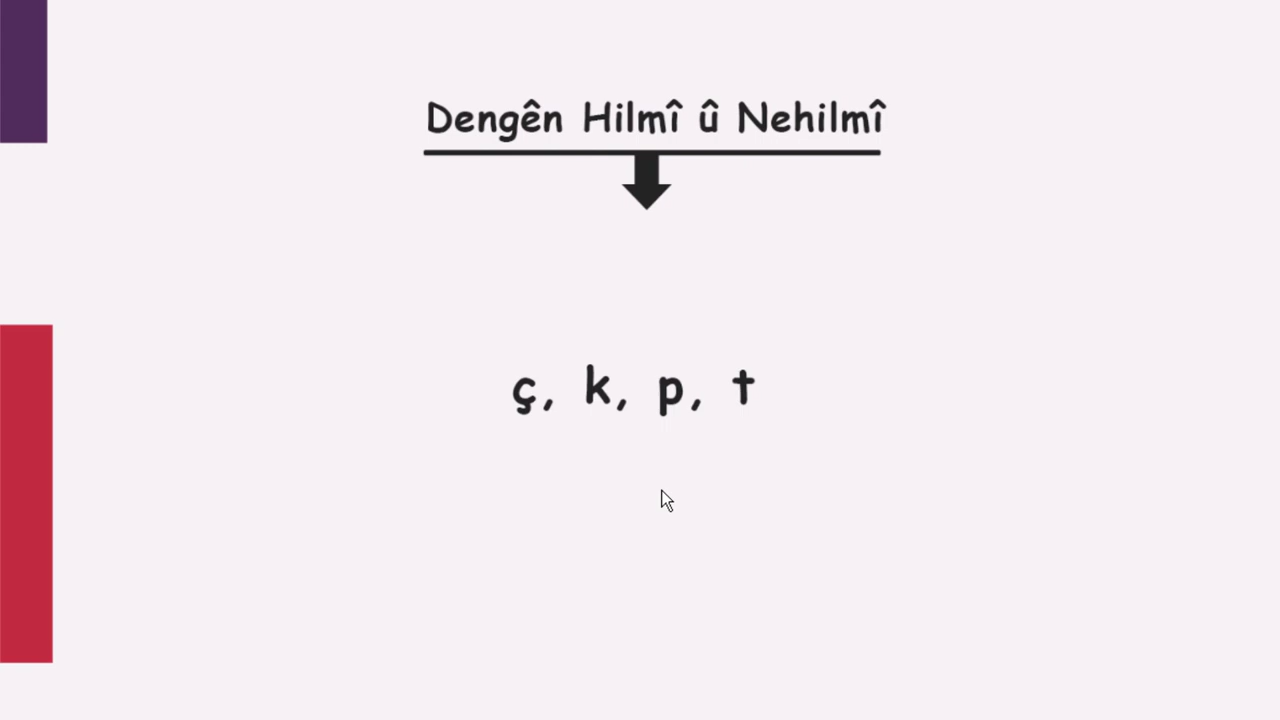 Dengên Hilmî û Nehilmî
ç, k, p, t